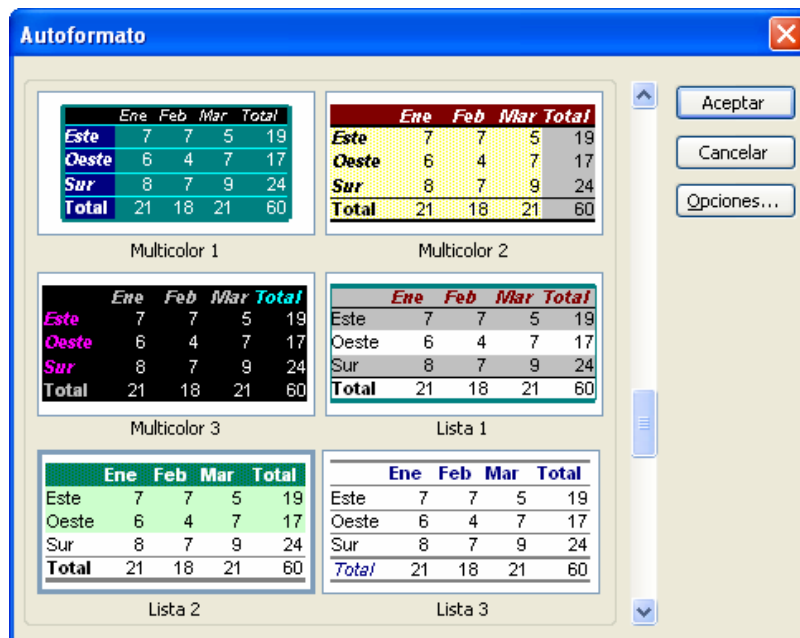 Autoformato
Ene Feb Mar Total
Este 7 7 5 19
Oeste 6 4 7 17
Sur 8 7 9 24
Total 21 18 21 60
Multicolor 1
Ene Feb Mar Total
Este 7 7 5 19
Oeste 6 4 7 17
Sur 8 7 9 24
Total 21 18 21 60
Multicolor 2
Aceptar
Cancelar
Opciones...
Ene Feb Mar Total
Este 7 7 5 19
Oeste 6 4 7 17
Sur 8 7 9 24
Total 21 18 21 60
Multicolor 3
Ene Feb Mar Total
Este 7 7 5 19
Oeste 6 4 7 17
Sur 8 7 9 24
Total 21 18 21 60
Lista 1
Ene Feb Mar Total
Este 7 7 5 19
Oeste 6 4 7 17
Sur 8 7 9 24
Total 21 18 21 60
Lista 2
Ene Feb Mar Total
Este 7 7 5 19
Oeste 6 4 7 17
Sur 8 7 9 24
Total 21 18 21 60
Lista 3